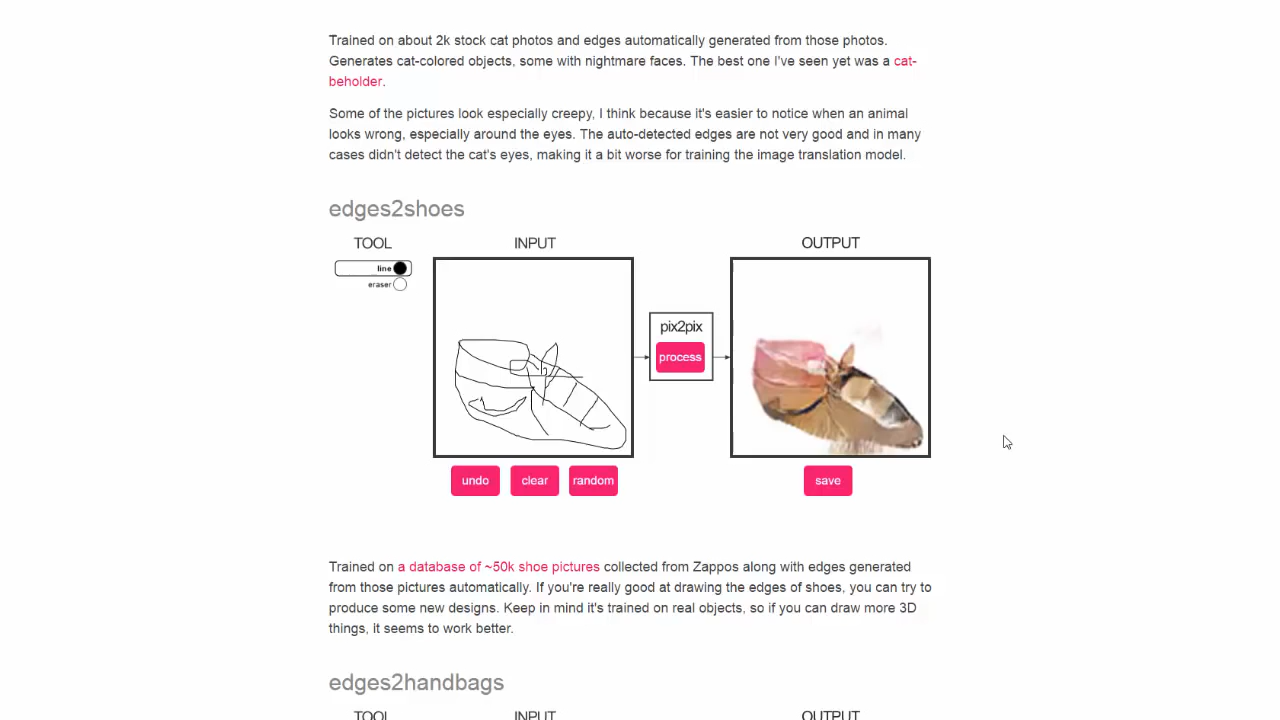 Trained on about 2k stock cat photos and edges automatically generated from those photos.
Generates cat-colored objects, some with nightmare faces. The best one I've seen yet was a cat-
beholder.
Some of the pictures look especially creepy, I think because it's easier to notice when an animal
looks wrong, especially around the eyes. The auto-detected edges are not very good and in many
cases didn't detect the cat's eyes, making it a bit worse for training the image translation model.
edges2shoes
TOOL INPUT OUTPUT
line
eraser
pix2pix
process
undo clear random save
Trained on a database of ~50k shoe pictures collected from Zappos along with edges generated
from those pictures automatically. If you're really good at drawing the edges of shoes, you can try to
produce some new designs. Keep in mind it's trained on real objects, so if you can draw more 3D
things, it seems to work better.
edges2handbags
TOOL INPUT OUTPUT